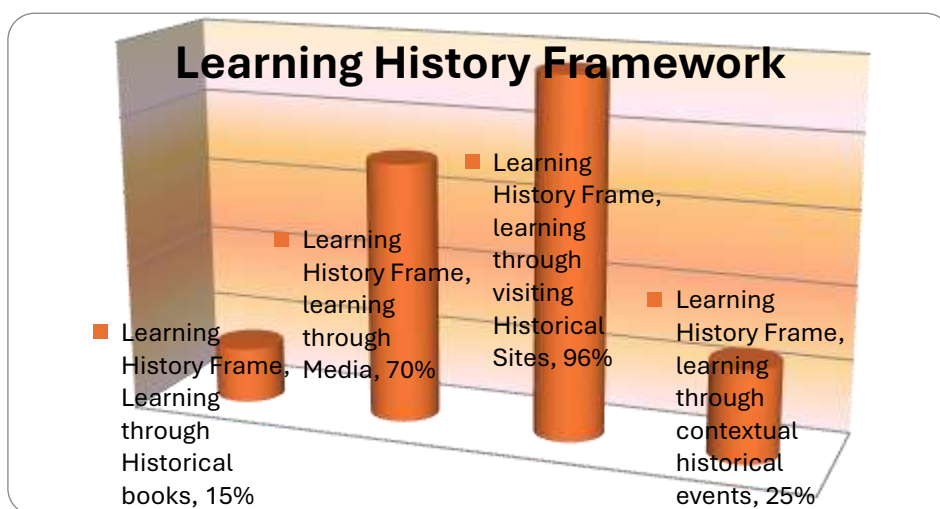 Learning History Framework
Learning
History Frame,
Learning
through
Historical
books, 15%
Learning
History Frame,
learning
through
Media, 70%
Learning
History Frame,
learning
through
visiting
Historical
Sites, 96%
Learning
History Frame,
learning
through
contextual
historical
events, 25%